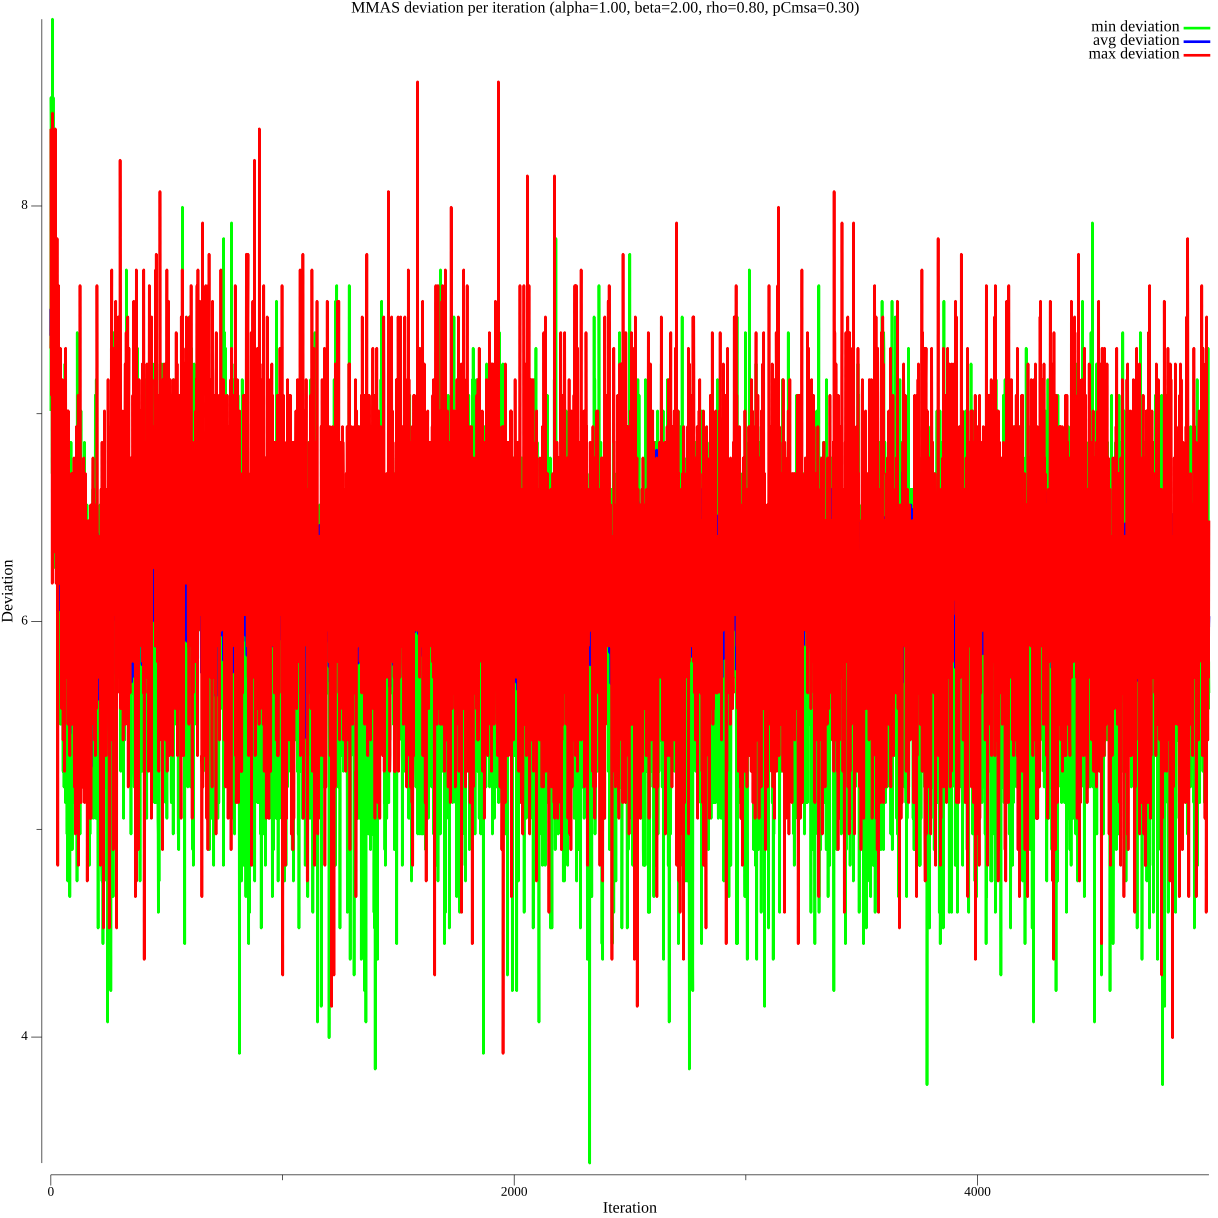 MMAS deviation per iteration (alpha=1.00, beta=2.00, rho=0.80, pCmsa=0.30)
min deviation
avg deviation
max deviation
8
6
4
Deviation
0
2000
4000
Iteration